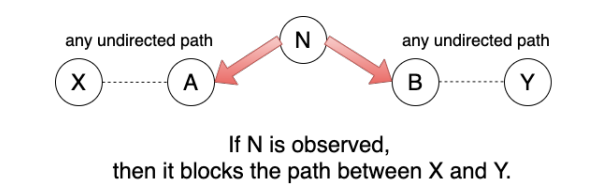 any undirected path
N
any undirected path
X
A
B
Y
If N is observed,
then it blocks the path between X and Y.